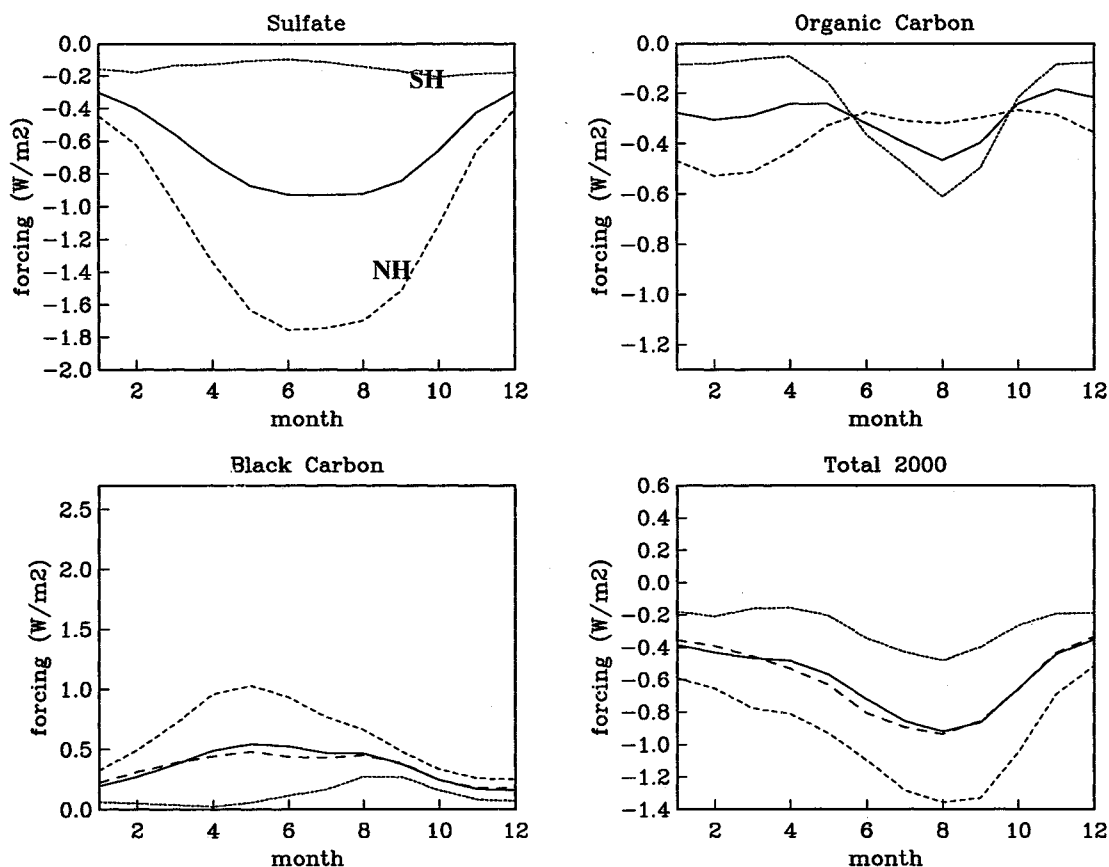 Sulfate
forcing (W/m2)
0.0
-0.2
-0.4
-0.6
-0.8
-1.0
-1.2
-1.4
-1.6
-1.8
-2.0
SH
NH
2 4 6 8 10 12
month
Organic Carbon
forcing (W/m2)
0.0
-0.2
-0.4
-0.6
-0.8
-1.0
-1.2
2 4 6 8 10 12
month
Black Carbon
forcing (W/m2)
2.5
2.0
1.5
1.0
0.5
0.0
2 4 6 8 10 12
month
Total 2000
forcing (W/m2)
0.6
0.4
0.2
0.0
-0.2
-0.4
-0.6
-0.8
-1.0
-1.2
-1.4
2 4 6 8 10 12
month